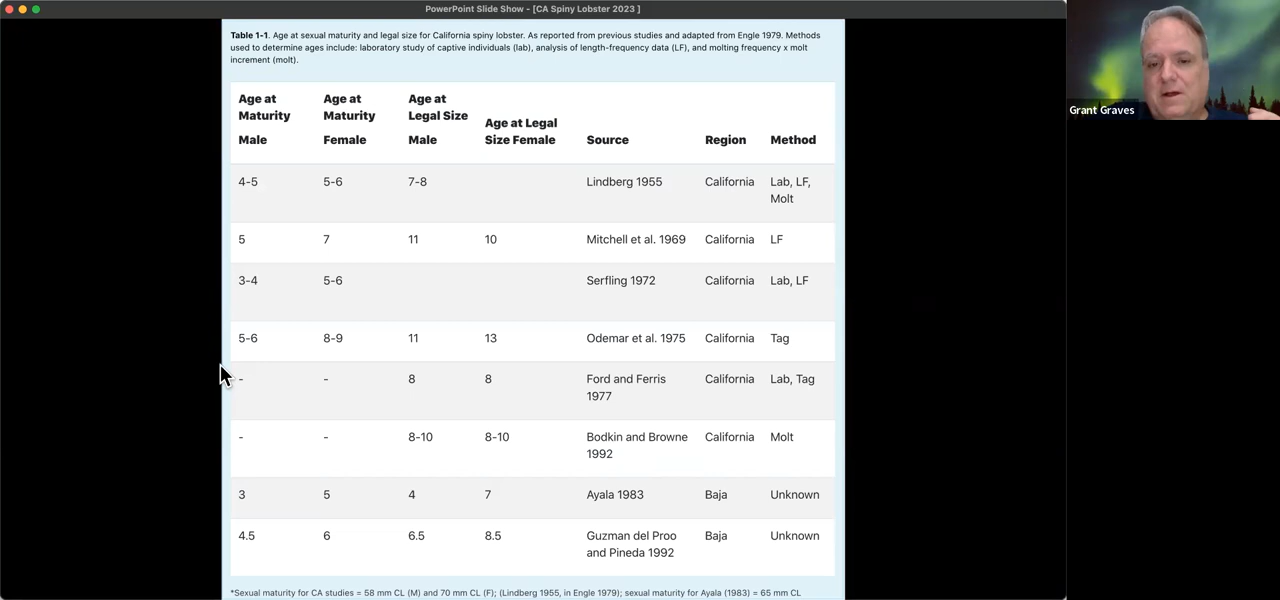 PowerPoint Slide Show - [CA Spiny Lobster 2023 ]
Table 1-1. Age at sexual maturity and legal size for California spiny lobster. As reported from previous studies and adapted from Engle 1979. Methods
used to determine ages include: laboratory study of captive individuals (lab), analysis of length-frequency data (LF), and molting frequency x molt
increment (molt).
Age at Maturity Male | Age at Maturity Female | Age at Legal Size Male | Age at Legal Size Female | Source | Region | Method
4-5 | 5-6 | 7-8 | | Lindberg 1955 | California | Lab, LF, Molt
5 | 7 | 11 | 10 | Mitchell et al. 1969 | California | LF
3-4 | 5-6 | | | Serfling 1972 | California | Lab, LF
5-6 | 8-9 | 11 | 13 | Odemar et al. 1975 | California | Tag
- | - | 8 | 8 | Ford and Ferris 1977 | California | Lab, Tag
- | - | 8-10 | 8-10 | Bodkin and Browne 1992 | California | Molt
3 | 5 | 4 | 7 | Ayala 1983 | Baja | Unknown
4.5 | 6 | 6.5 | 8.5 | Guzman del Proo and Pineda 1992 | Baja | Unknown
*Sexual maturity for CA studies = 58 mm CL (M) and 70 mm CL (F); (Lindberg 1955, in Engle 1979); sexual maturity for Ayala (1983) = 65 mm CL
Grant Graves